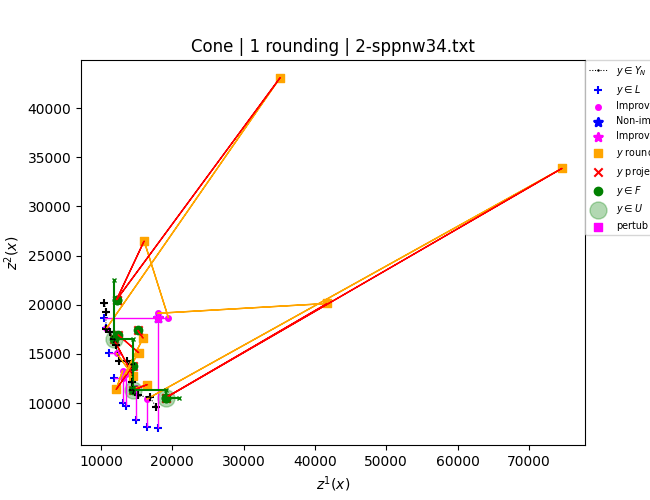 Cone | 1 rounding | 2-sppnw34.txt
z²(x)
40000
35000
30000
25000
20000
15000
10000
10000 20000 30000 40000 50000 60000 70000
z¹(x)
y ∈ Y_N
y ∈ L
Improv
Non-im
Improv
y roun
y proje
y ∈ F
y ∈ U
pertub